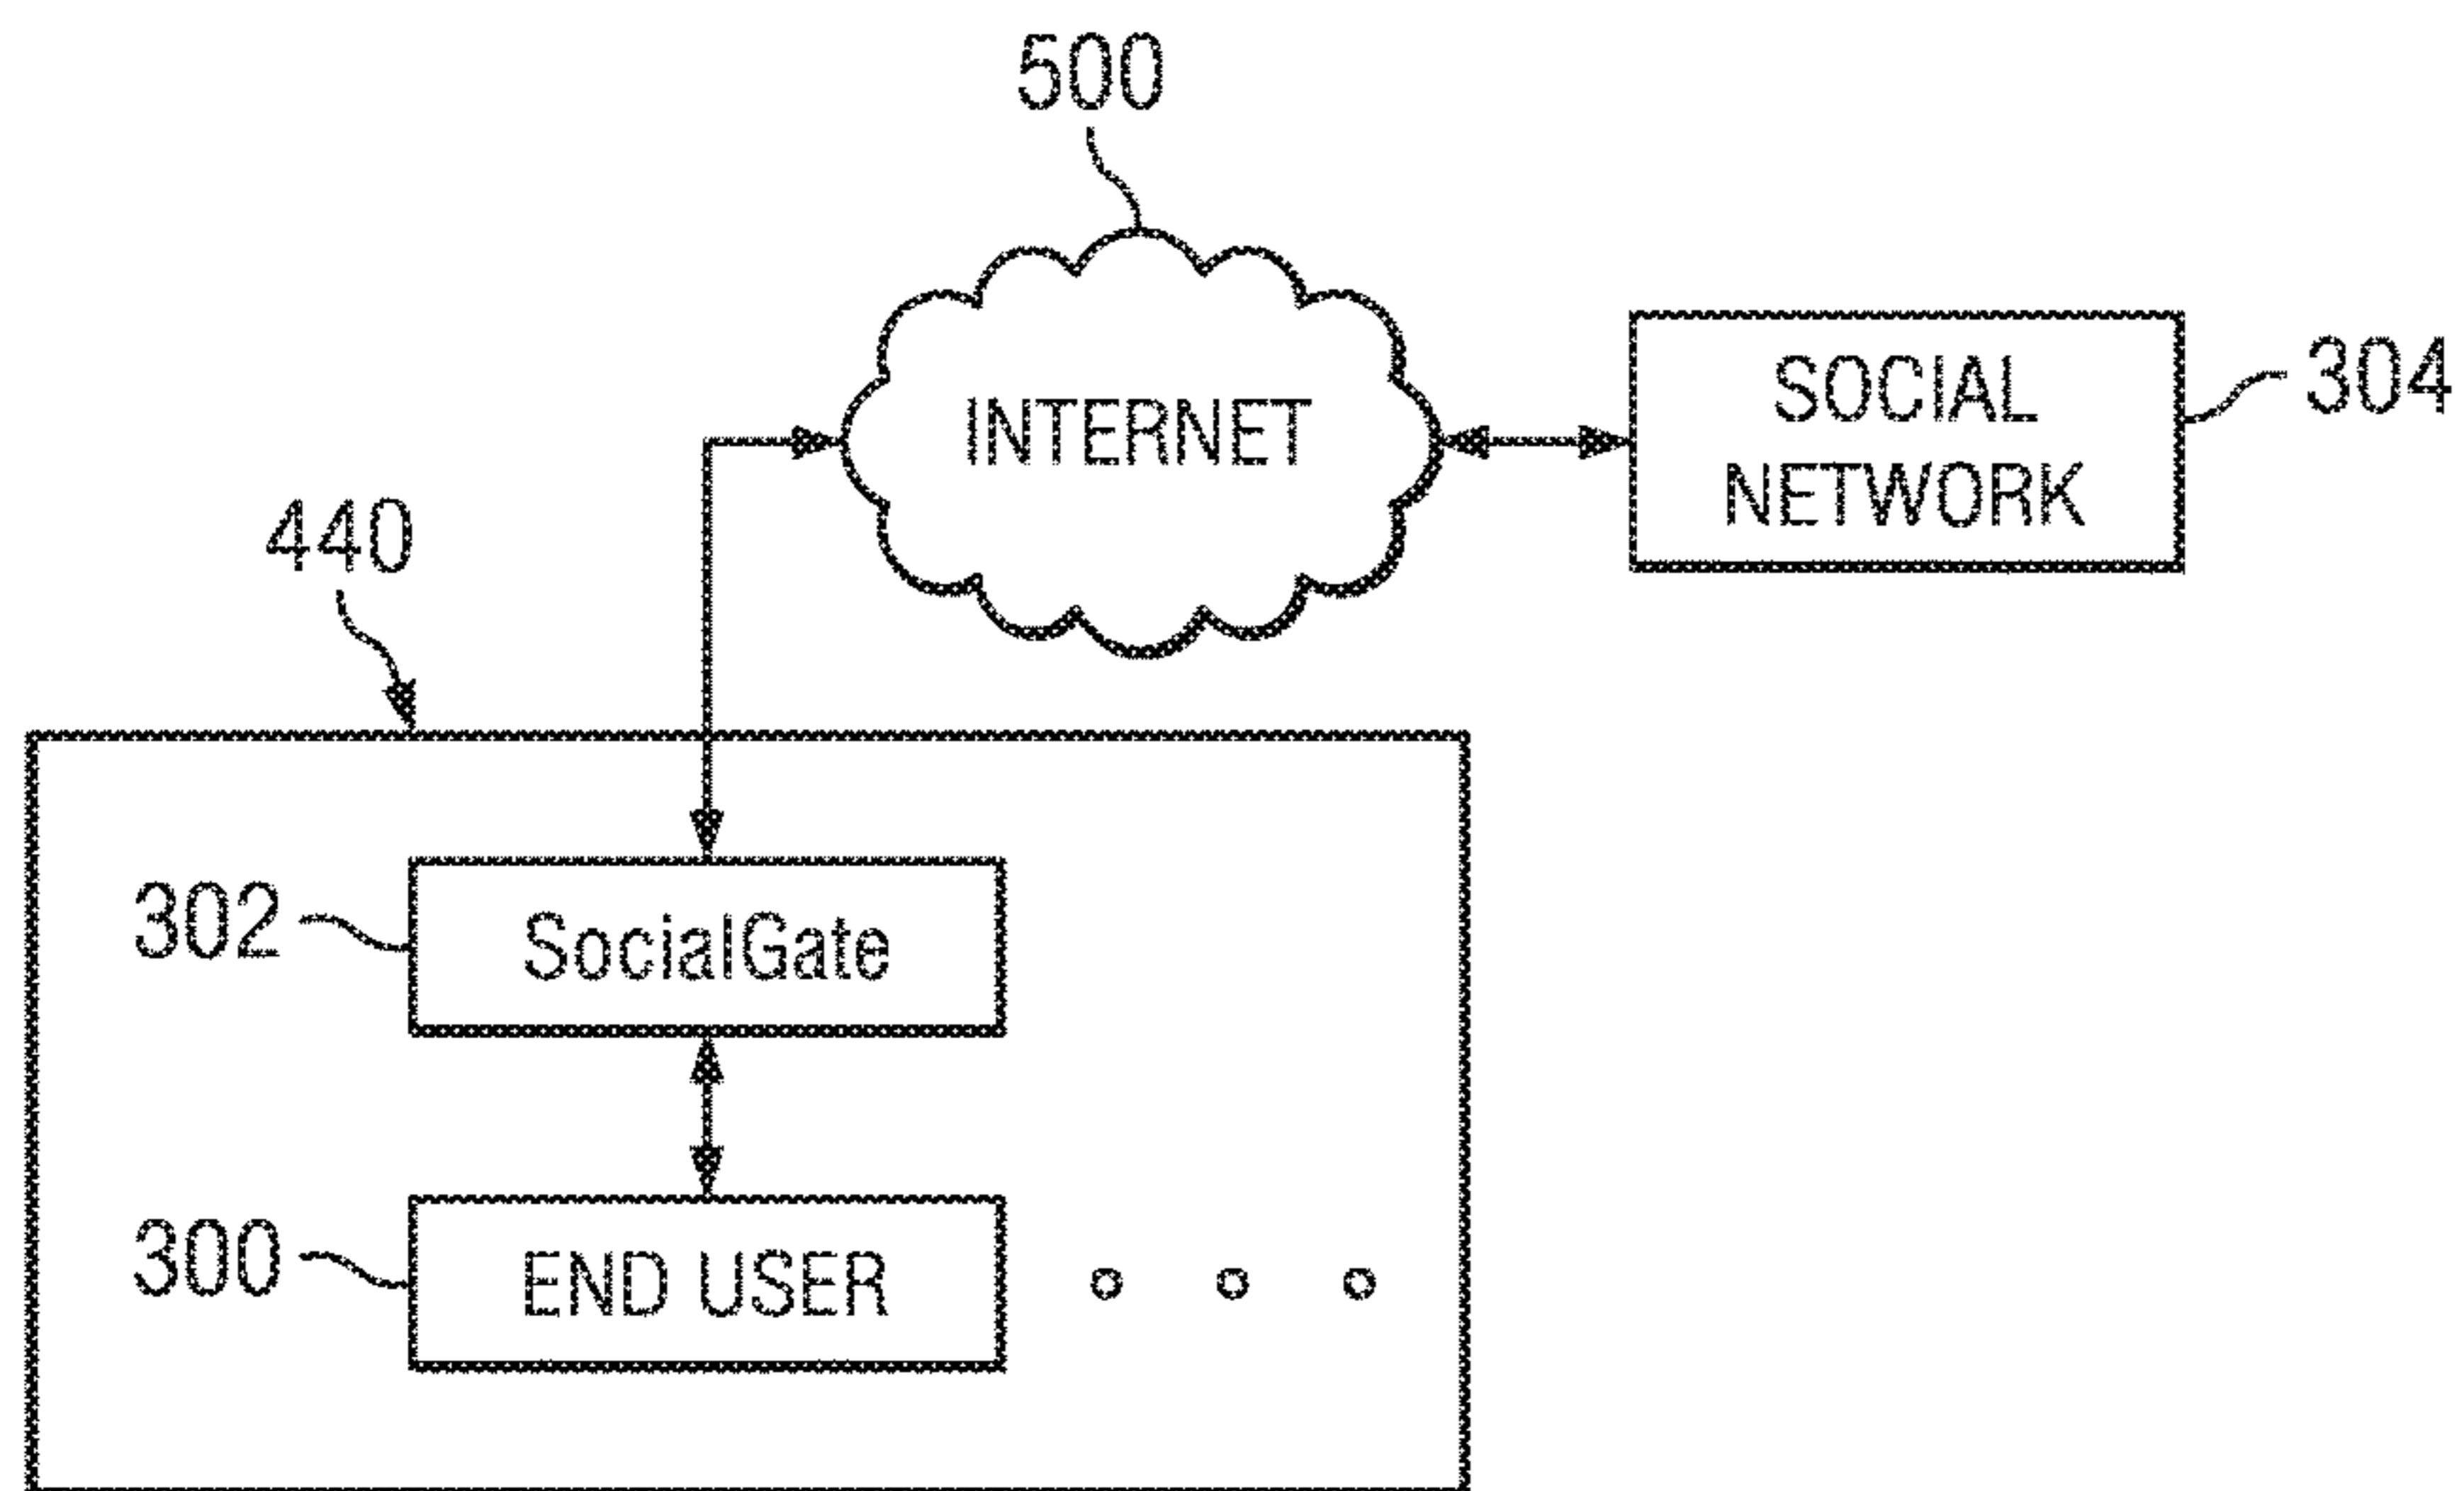 500
INTERNET
SOCIAL
NETWORK
304
440
302
SocialGate
300
END USER